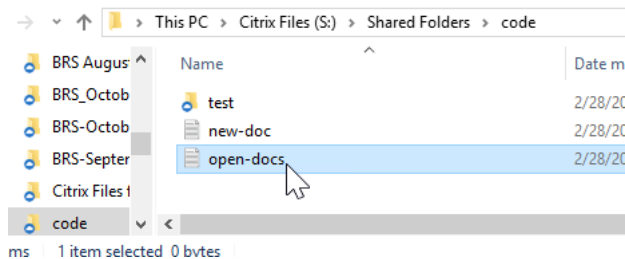 This PC > Citrix Files (S:) > Shared Folders > code
Name Date m
BRS Augus
BRS_Octob
BRS-Octob
BRS-Septer
Citrix Files f
code
test 2/28/20
new-doc 2/28/20
open-docs 2/28/20
ms 1 item selected 0 bytes